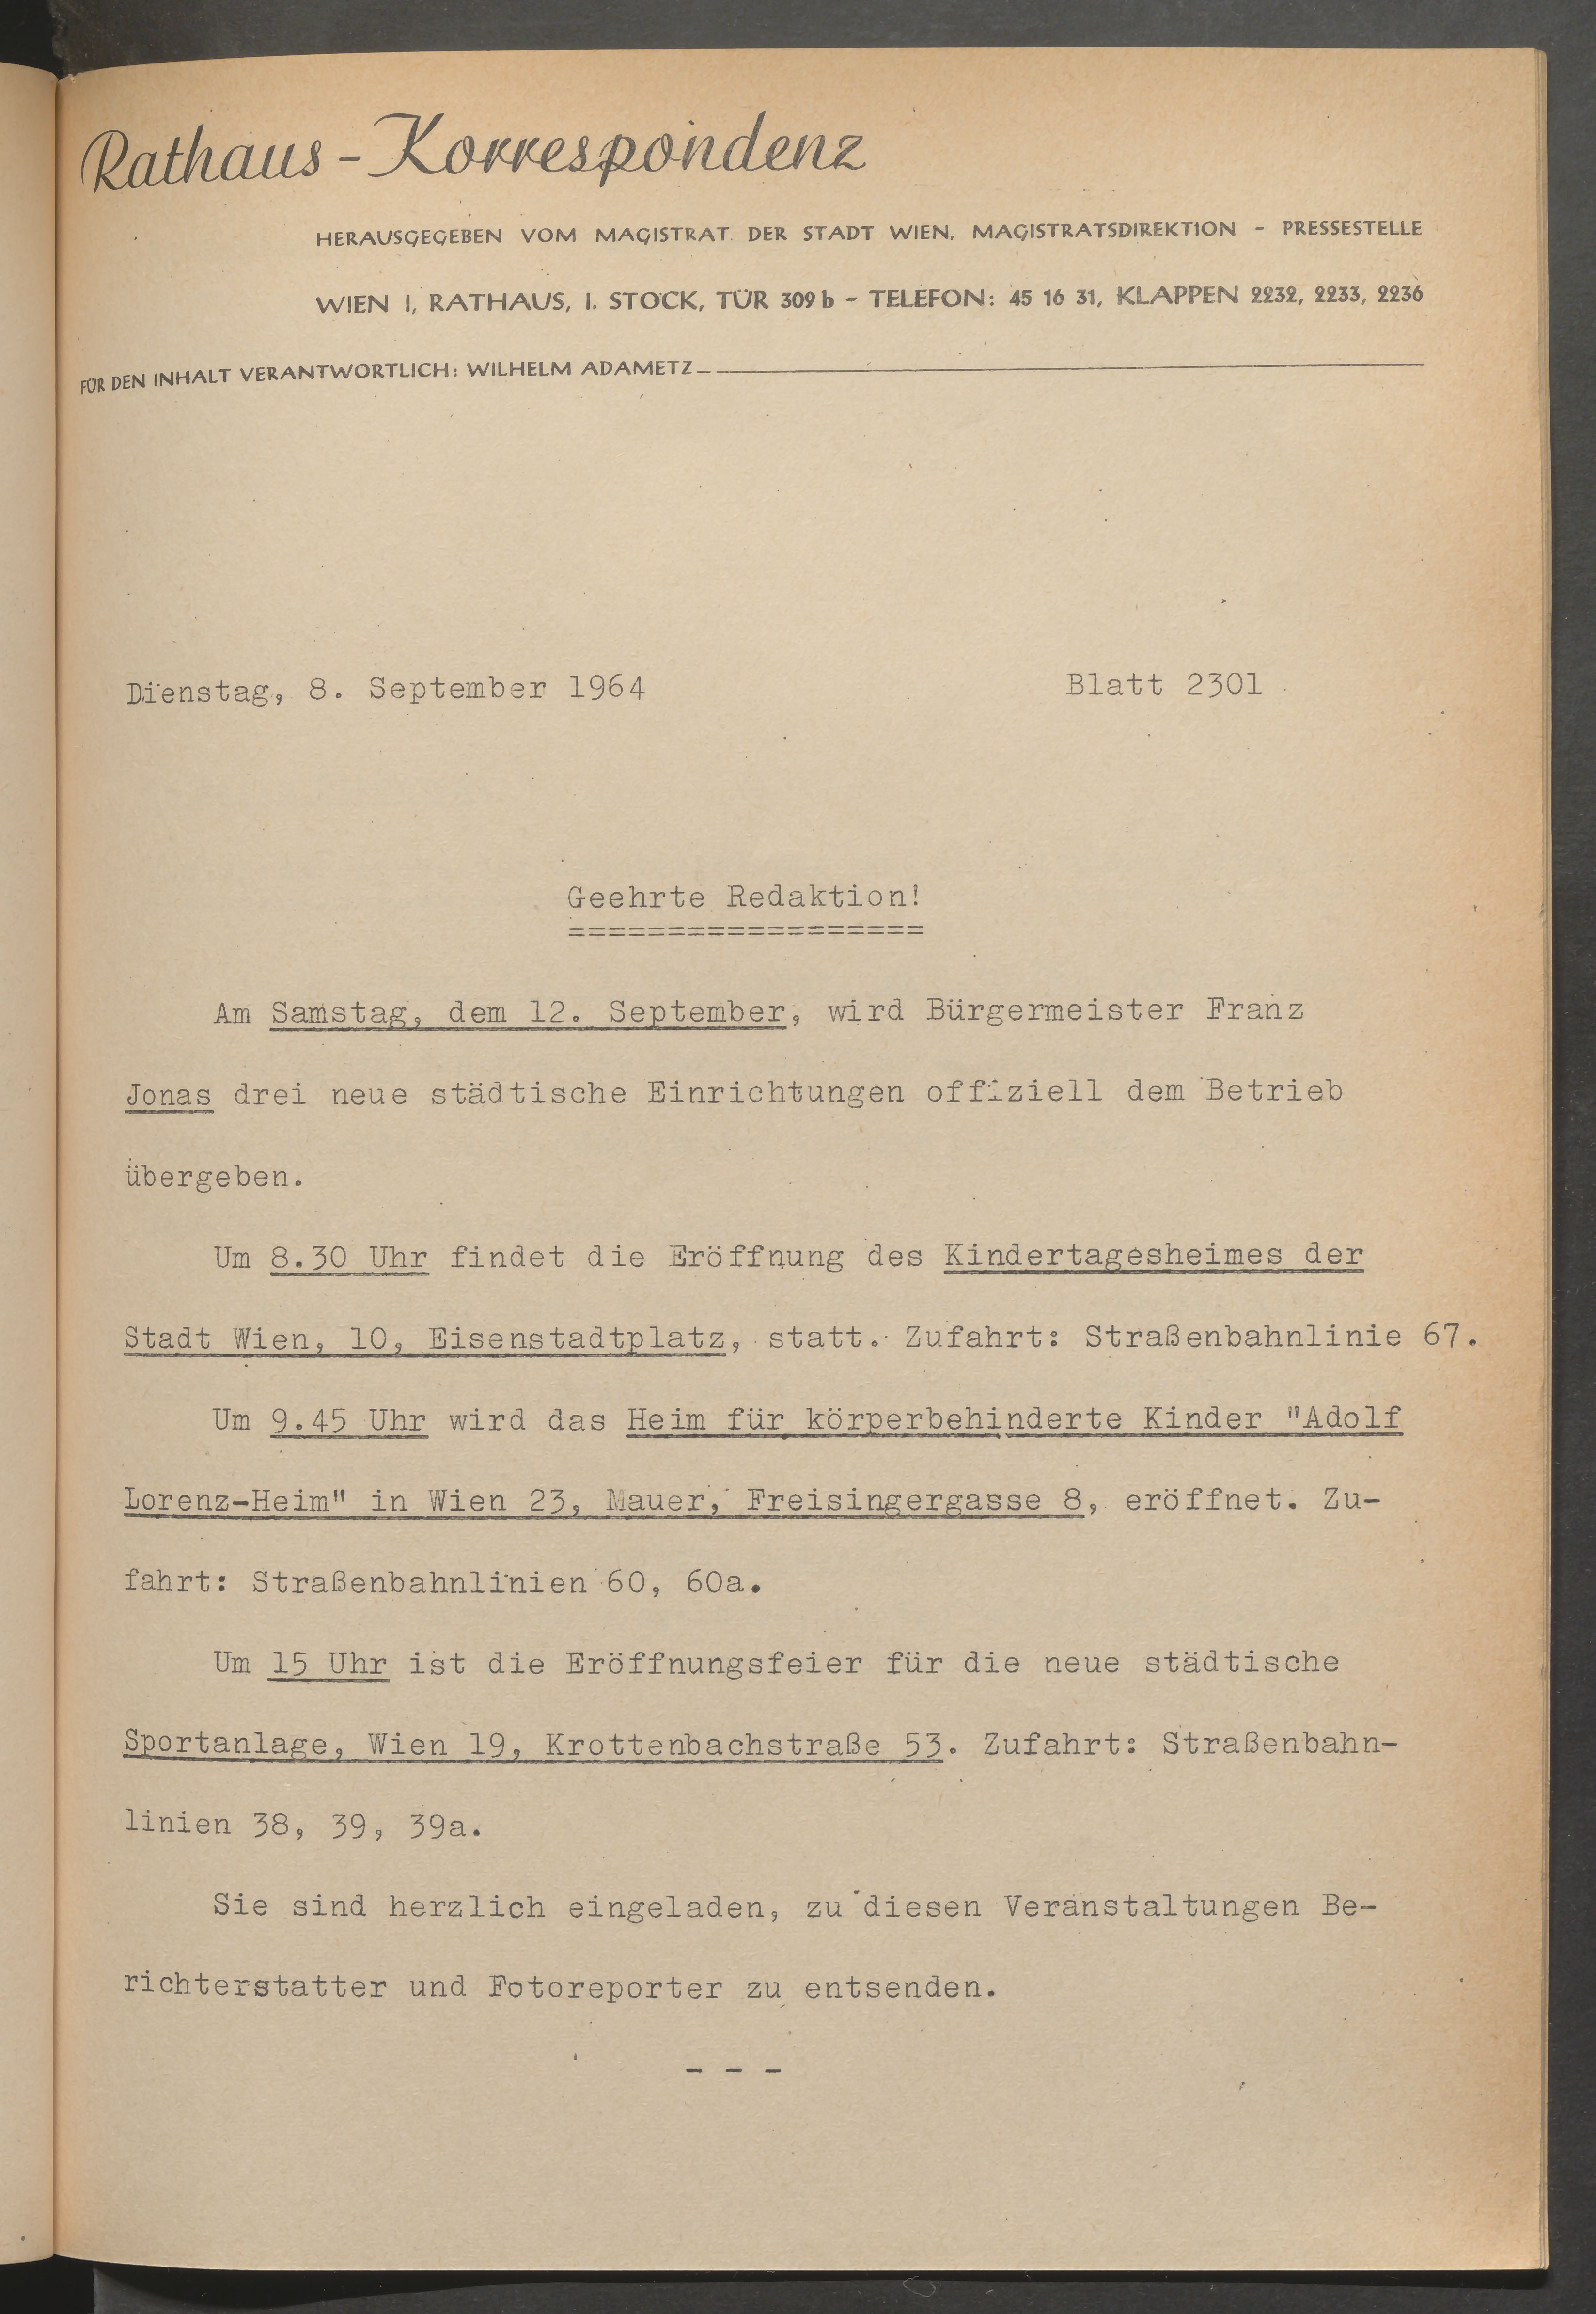 Rathaus-Korrespondenz
HERAUSGEGEBEN VOM MAGISTRAT DER STADT WIEN, MAGISTRATSDIREKTION - PRESSESTELLE
WIEN I, RATHAUS, I. STOCK, TÜR 309 b - TELEFON: 45 16 31, KLAPPEN 2232, 2233, 2236
FÜR DEN INHALT VERANTWORTLICH: WILHELM ADAMETZ
Dienstag, 8. September 1964 Blatt 2301
Geehrte Redaktion!
==================
Am Samstag, dem 12. September, wird Bürgermeister Franz
Jonas drei neue städtische Einrichtungen offiziell dem Betrieb
übergeben.
Um 8.30 Uhr findet die Eröffnung des Kindertagesheimes der
Stadt Wien, 10, Eisenstadtplatz, statt. Zufahrt: Straßenbahnlinie 67.
Um 9.45 Uhr wird das Heim für körperbehinderte Kinder "Adolf
Lorenz-Heim" in Wien 23, Mauer, Freisingergasse 8, eröffnet. Zu-
fahrt: Straßenbahnlinien 60, 60a.
Um 15 Uhr ist die Eröffnungsfeier für die neue städtische
Sportanlage, Wien 19, Krottenbachstraße 53. Zufahrt: Straßenbahn-
linien 38, 39, 39a.
Sie sind herzlich eingeladen, zu diesen Veranstaltungen Be-
richterstatter und Fotoreporter zu entsenden.
- - -